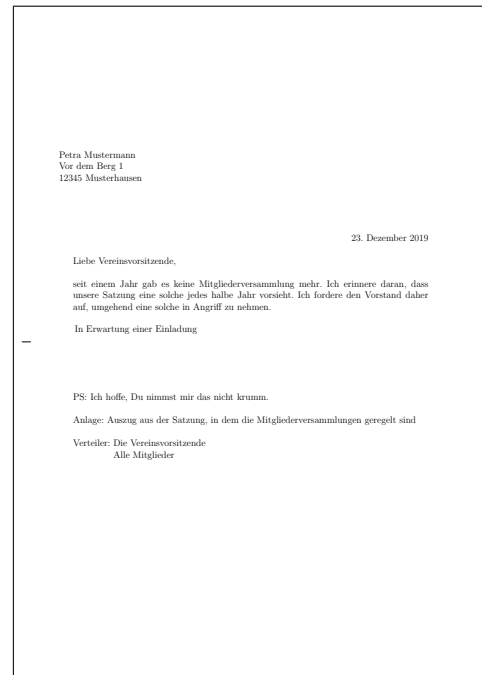 Petra Mustermann
Vor dem Berg 1
12345 Musterhausen
23. Dezember 2019
Liebe Vereinsvorsitzende,
seit einem Jahr gab es keine Mitgliederversammlung mehr. Ich erinnere daran, dass
unsere Satzung eine solche jedes halbe Jahr vorsieht. Ich fordere den Vorstand daher
auf, umgehend eine solche in Angriff zu nehmen.
In Erwartung einer Einladung
PS: Ich hoffe, Du nimmst mir das nicht krumm.
Anlage: Auszug aus der Satzung, in dem die Mitgliederversammlungen geregelt sind
Verteiler: Die Vereinsvorsitzende
Alle Mitglieder